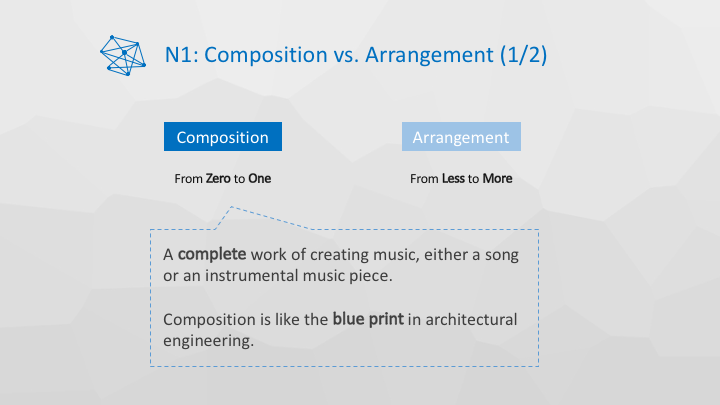 N1: Composition vs. Arrangement (1/2)
Composition
Arrangement
From Zero to One
From Less to More
A complete work of creating music, either a song
or an instrumental music piece.
Composition is like the blue print in architectural
engineering.